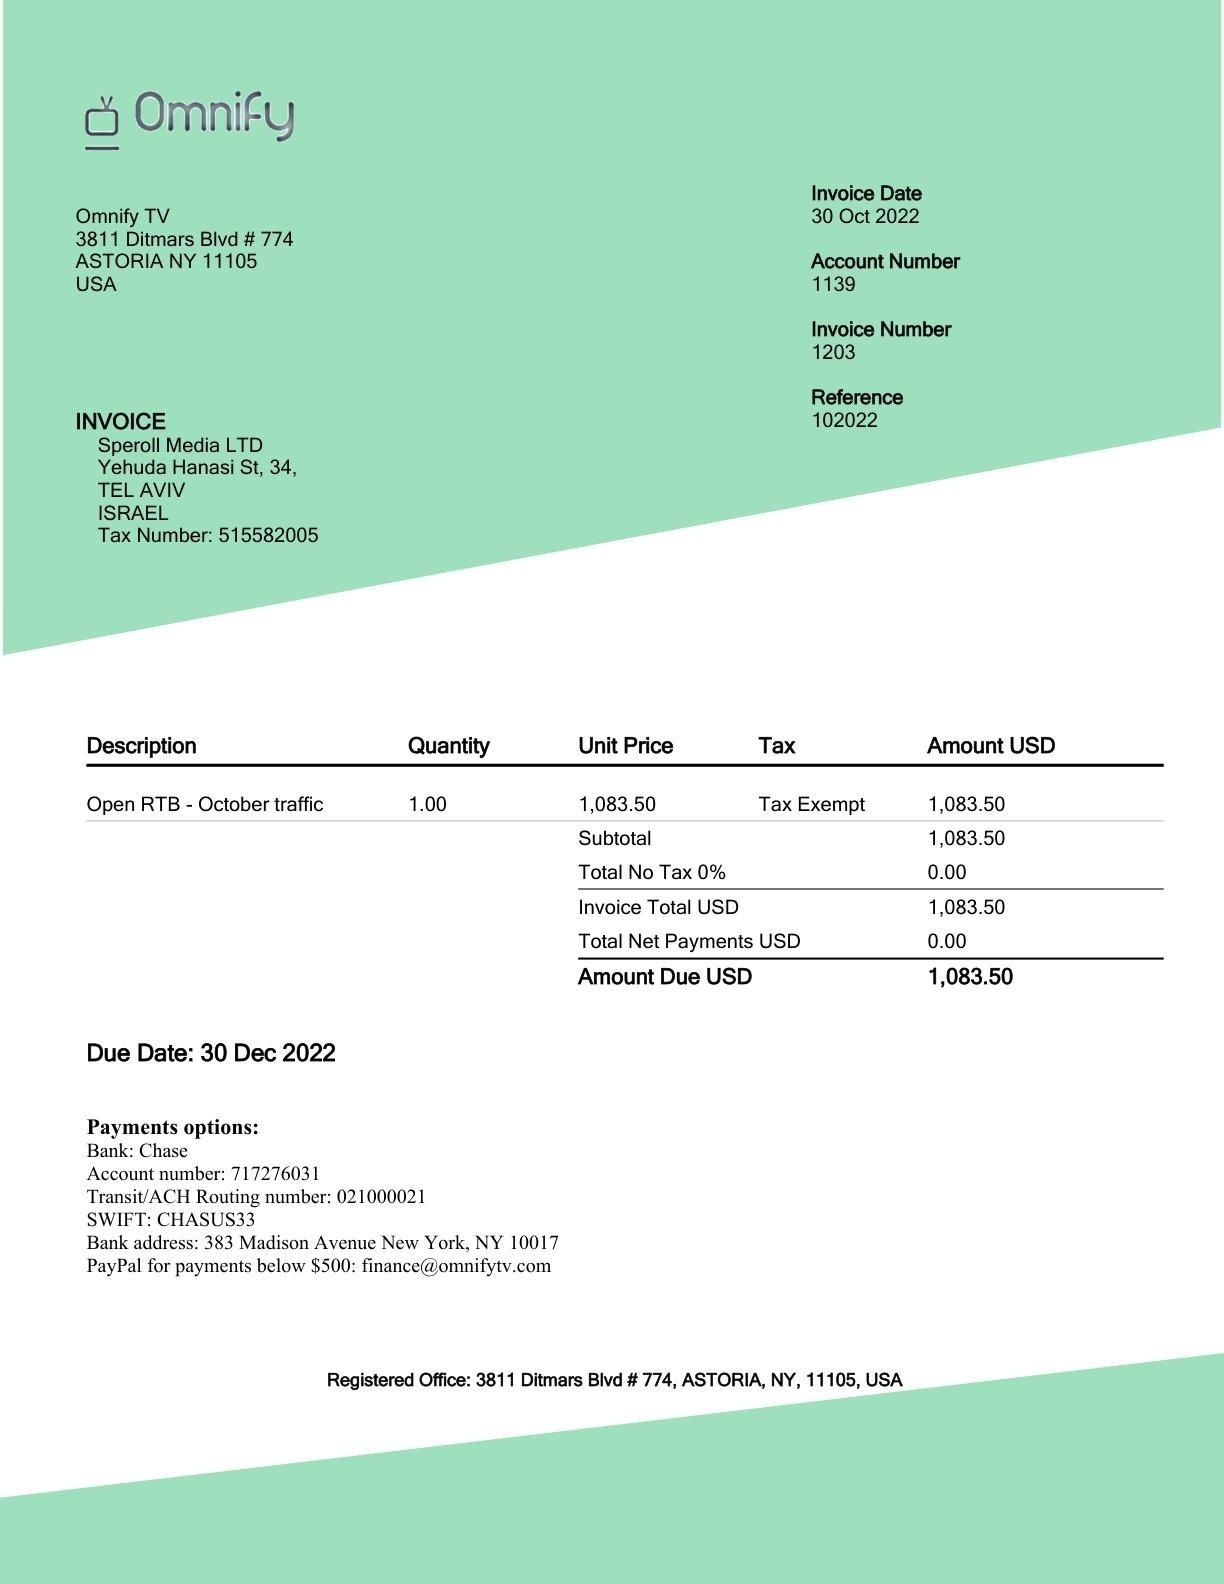 Omnify
Omnify TV
3811 Ditmars Blvd # 774
ASTORIA NY 11105
USA
Invoice Date
30 Oct 2022
Account Number
1139
Invoice Number
1203
Reference
102022
INVOICE
Speroll Media LTD
Yehuda Hanasi St, 34,
TEL AVIV
ISRAEL
Tax Number: 515582005
Description Quantity Unit Price Tax Amount USD
Open RTB - October traffic 1.00 1,083.50 Tax Exempt 1,083.50
Subtotal 1,083.50
Total No Tax 0% 0.00
Invoice Total USD 1,083.50
Total Net Payments USD 0.00
Amount Due USD 1,083.50
Due Date: 30 Dec 2022
Payments options:
Bank: Chase
Account number: 717276031
Transit/ACH Routing number: 021000021
SWIFT: CHASUS33
Bank address: 383 Madison Avenue New York, NY 10017
PayPal for payments below $500: finance@omnifytv.com
Registered Office: 3811 Ditmars Blvd # 774, ASTORIA, NY, 11105, USA